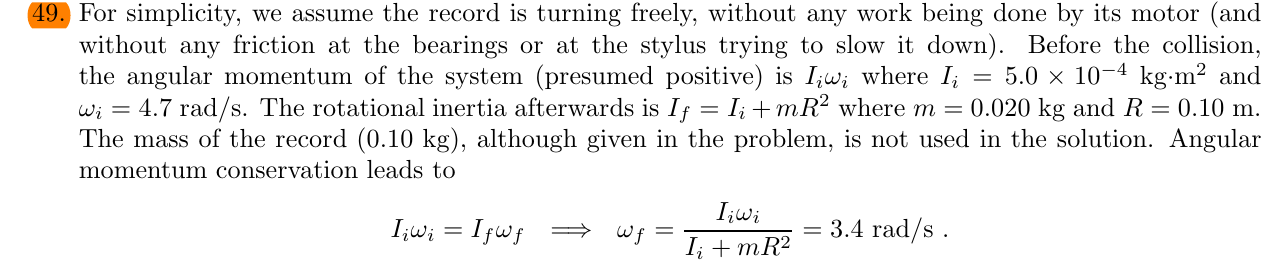 49. For simplicity, we assume the record is turning freely, without any work being done by its motor (and
without any friction at the bearings or at the stylus trying to slow it down). Before the collision,
the angular momentum of the system (presumed positive) is I_iω_i where I_i = 5.0 × 10^−4 kg·m^2 and
ω_i = 4.7 rad/s. The rotational inertia afterwards is I_f = I_i + mR^2 where m = 0.020 kg and R = 0.10 m.
The mass of the record (0.10 kg), although given in the problem, is not used in the solution. Angular
momentum conservation leads to
I_iω_i = I_fω_f ⟹ ω_f = I_iω_i / (I_i + mR^2) = 3.4 rad/s .